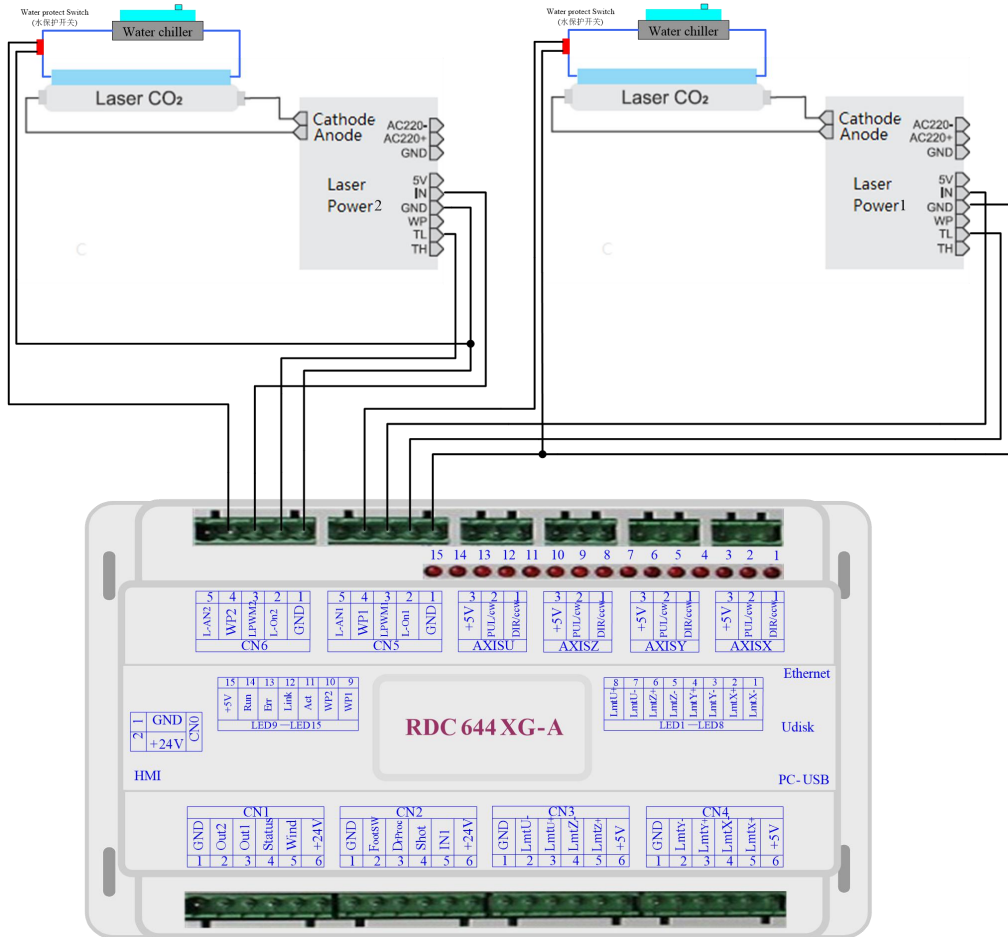 Water protect Switch
(水保护开关)
Water chiller
Laser CO₂
Cathode
Anode
AC220-
AC220+
GND
5V
IN
GND
WP
TL
TH
Laser
Power2
C
Water protect Switch
(水保护开关)
Water chiller
Laser CO₂
Cathode
Anode
AC220-
AC220+
GND
5V
IN
GND
WP
TL
TH
Laser
Power1
C
15 14 13 12 11 10 9 8 7 6 5 4 3 2 1
5 4 3 2 1
L-AN2 WP2 LPWM2 L-On2 GND
CN6
5 4 3 2 1
L-AN1 WP1 LPWM1 L-On1 GND
CN5
3 2 1
+5V PUL/cw DIR/ccw
AXISU
3 2 1
+5V PUL/cw DIR/ccw
AXISZ
3 2 1
+5V PUL/cw DIR/ccw
AXISY
3 2 1
+5V PUL/cw DIR/ccw
AXISX
Ethernet
15 14 13 12 11 10 9
+5V Run Err Link Act WP2 WP1
LED9 —LED15
8 7 6 5 4 3 2 1
LmtU+ LmtU- LmtZ+ LmtZ- LmtY+ LmtY- LmtX+ LmtX-
LED1 —LED8
1 GND
2 +24V
CN0
RDC 644 XG-A
Udisk
HMI
PC-USB
CN1
GND Out2 Out1 Status Wind +24V
1 2 3 4 5 6
CN2
GND FootSW DrProc Shot IN1 +24V
1 2 3 4 5 6
CN3
GND LmtU- LmtU+ LmtZ- LmtZ+ +5V
1 2 3 4 5 6
CN4
GND LmtY- LmtY+ LmtX- Lmtx+ +5V
1 2 3 4 5 6